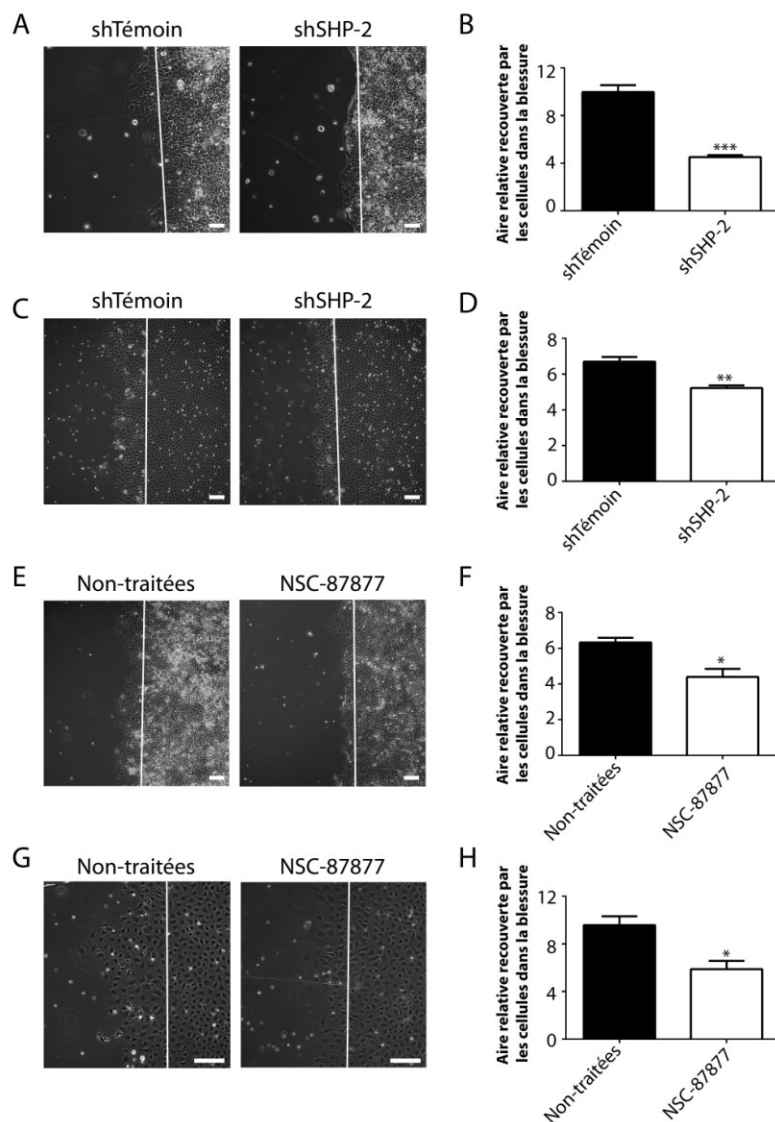 A
shTémoin
shSHP-2
B
Aire relative recouverte par
les cellules dans la blessure
12
8
4
0
***
shTémoin
shSHP-2
C
shTémoin
shSHP-2
D
Aire relative recouverte par
les cellules dans la blessure
8
6
4
2
0
**
shTémoin
shSHP-2
E
Non-traitées
NSC-87877
F
Aire relative recouverte par
les cellules dans la blessure
8
6
4
2
0
*
Non-traitées
NSC-87877
G
Non-traitées
NSC-87877
H
Aire relative recouverte par
les cellules dans la blessure
12
8
4
0
*
Non-traitées
NSC-87877